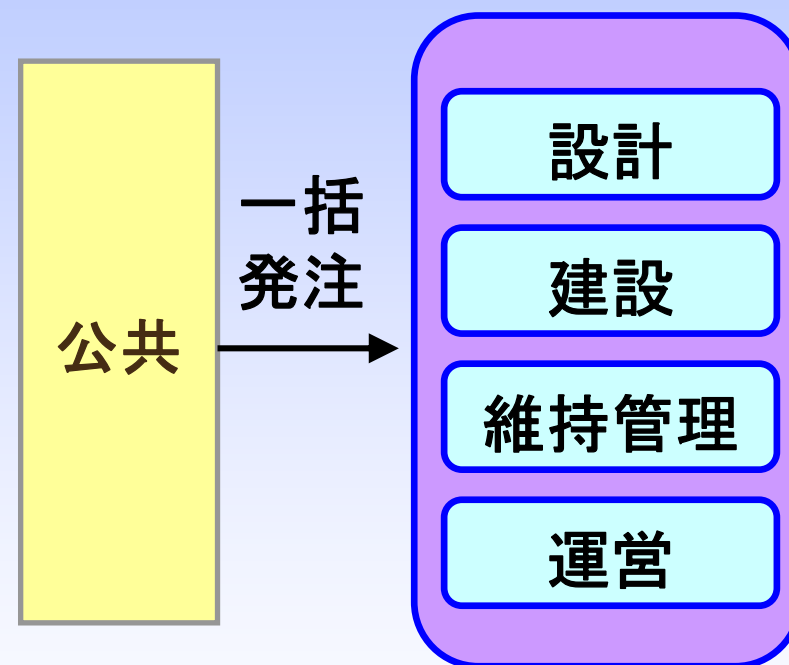 公共
一括
発注
設計
建設
維持管理
運営